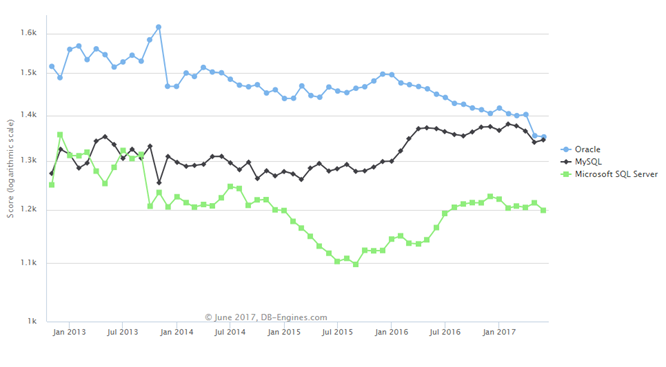 1.6k
1.5k
1.4k
1.3k
1.2k
1.1k
1k
Score (logarithmic scale)
Oracle
MySQL
Microsoft SQL Server
© June 2017, DB-Engines.com
Jan 2013 Jul 2013 Jan 2014 Jul 2014 Jan 2015 Jul 2015 Jan 2016 Jul 2016 Jan 2017